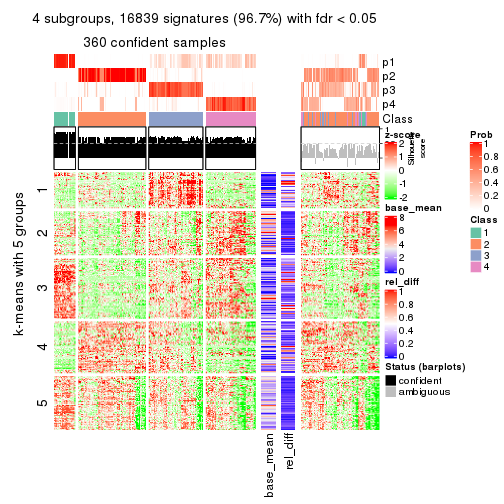 4 subgroups, 16839 signatures (96.7%) with fdr < 0.05
360 confident samples
p1
p2
p3
p4
Class
1
Silhouette
score
k-means with 5 groups
1
2
3
4
5
base_mean
rel_diff
z-score
2
1
0
-1
-2
base_mean
8
6
4
2
0
rel_diff
1
0.8
0.6
0.4
0.2
0
Status (barplots)
confident
ambiguous
Prob
1
0.8
0.6
0.4
0.2
0
Class
1
2
3
4